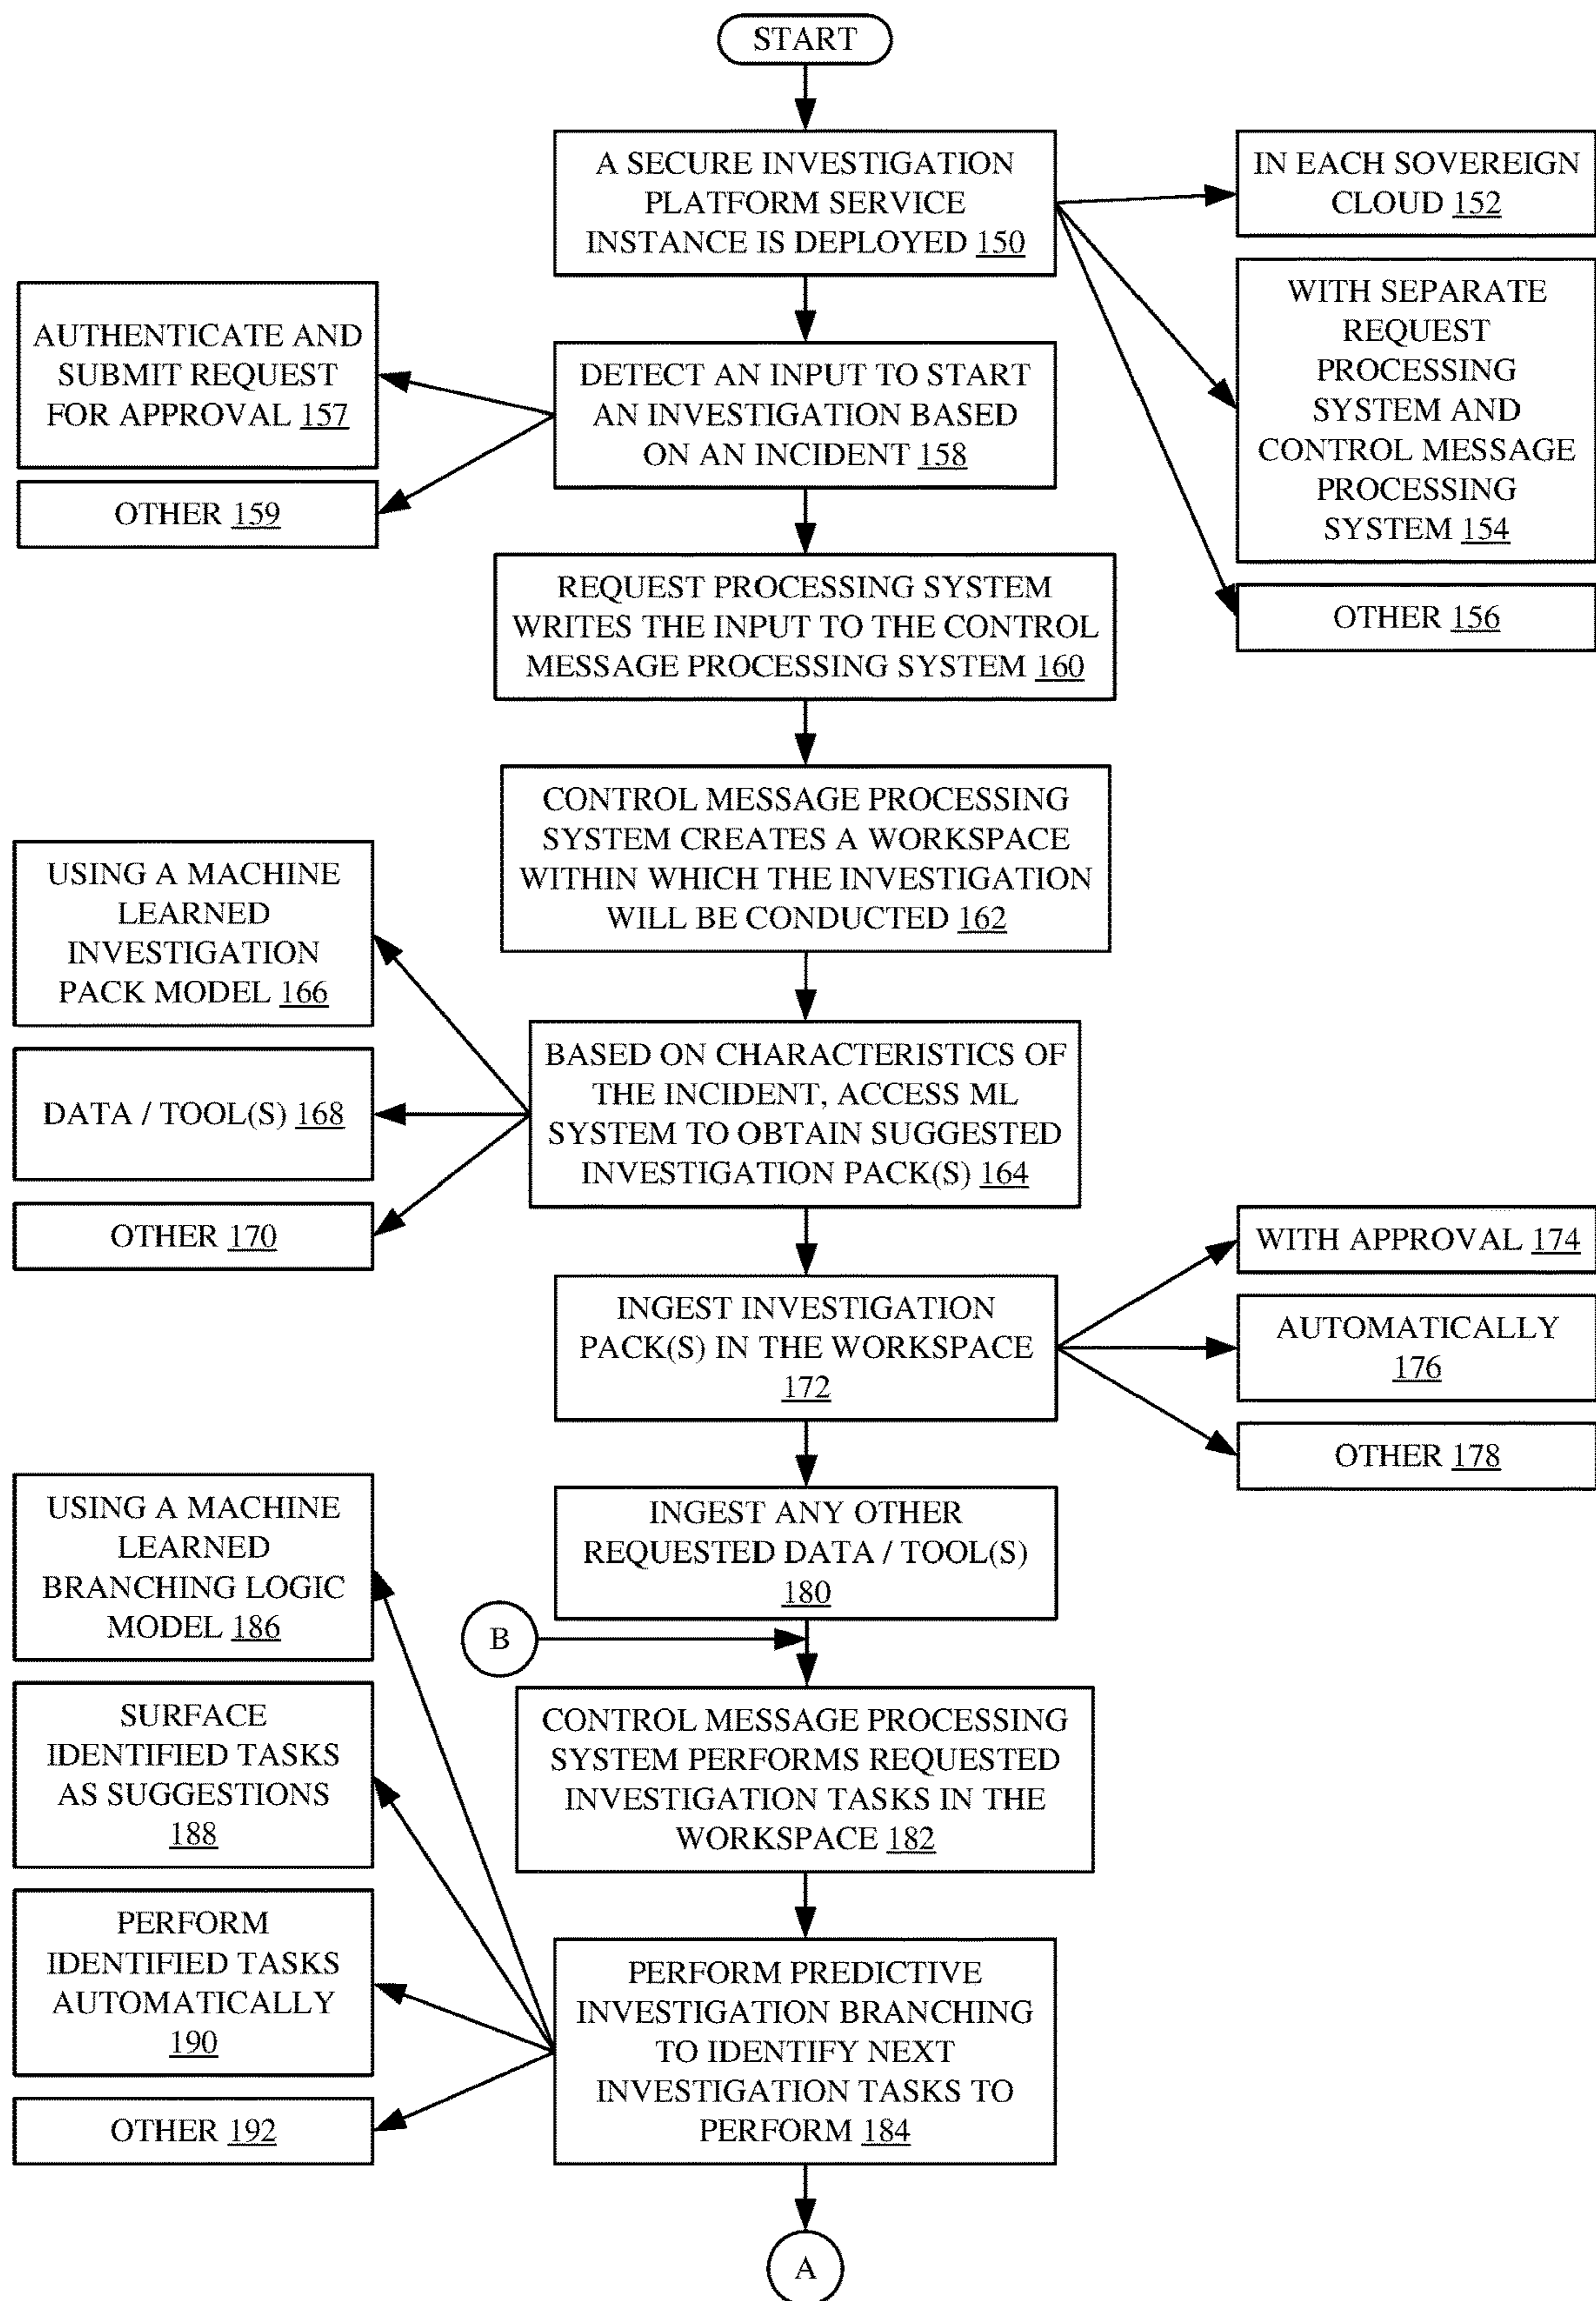 START
A SECURE INVESTIGATION
PLATFORM SERVICE
INSTANCE IS DEPLOYED 150
IN EACH SOVEREIGN
CLOUD 152
WITH SEPARATE
REQUEST
PROCESSING
SYSTEM AND
CONTROL MESSAGE
PROCESSING
SYSTEM 154
OTHER 156
AUTHENTICATE AND
SUBMIT REQUEST
FOR APPROVAL 157
OTHER 159
DETECT AN INPUT TO START
AN INVESTIGATION BASED
ON AN INCIDENT 158
REQUEST PROCESSING SYSTEM
WRITES THE INPUT TO THE CONTROL
MESSAGE PROCESSING SYSTEM 160
CONTROL MESSAGE PROCESSING
SYSTEM CREATES A WORKSPACE
WITHIN WHICH THE INVESTIGATION
WILL BE CONDUCTED 162
USING A MACHINE
LEARNED
INVESTIGATION
PACK MODEL 166
DATA / TOOL(S) 168
OTHER 170
BASED ON CHARACTERISTICS OF
THE INCIDENT, ACCESS ML
SYSTEM TO OBTAIN SUGGESTED
INVESTIGATION PACK(S) 164
INGEST INVESTIGATION
PACK(S) IN THE WORKSPACE
172
WITH APPROVAL 174
AUTOMATICALLY
176
OTHER 178
INGEST ANY OTHER
REQUESTED DATA / TOOL(S)
180
B
CONTROL MESSAGE PROCESSING
SYSTEM PERFORMS REQUESTED
INVESTIGATION TASKS IN THE
WORKSPACE 182
USING A MACHINE
LEARNED
BRANCHING LOGIC
MODEL 186
SURFACE
IDENTIFIED TASKS
AS SUGGESTIONS
188
PERFORM
IDENTIFIED TASKS
AUTOMATICALLY
190
OTHER 192
PERFORM PREDICTIVE
INVESTIGATION BRANCHING
TO IDENTIFY NEXT
INVESTIGATION TASKS TO
PERFORM 184
A